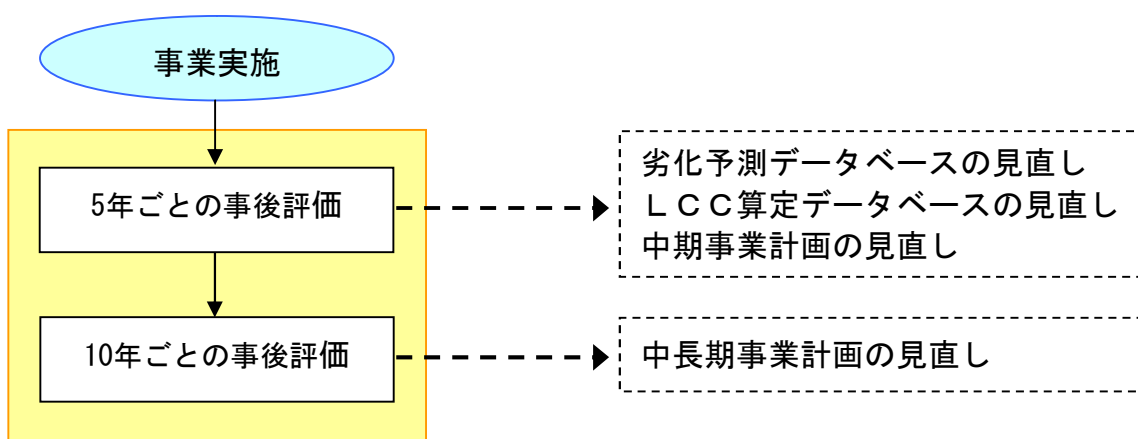 事業実施
5年ごとの事後評価
劣化予測データベースの見直し
ＬＣＣ算定データベースの見直し
中期事業計画の見直し
10年ごとの事後評価
中長期事業計画の見直し